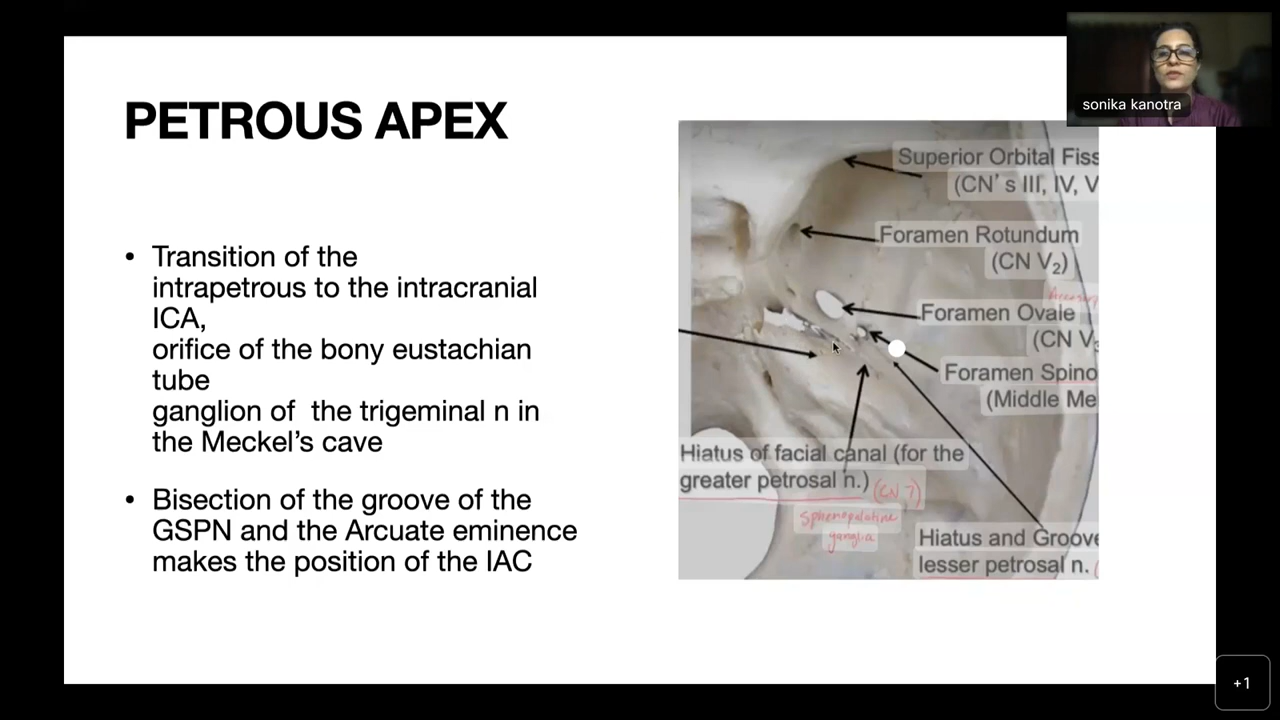 sonika kanotra
PETROUS APEX
• Transition of the
intrapetrous to the intracranial
ICA,
orifice of the bony eustachian
tube
ganglion of the trigeminal n in
the Meckel's cave
• Bisection of the groove of the
GSPN and the Arcuate eminence
makes the position of the IAC
Superior Orbital Fiss
(CN's III, IV, V
Foramen Rotundum
(CN V₂)
Foramen Ovale
(CN V₃
Foramen Spino
(Middle Me
Hiatus of facial canal (for the
greater petrosal n.) (CN 7)
Sphenopalatine
ganglia
Hiatus and Groove
lesser petrosal n. (
+1